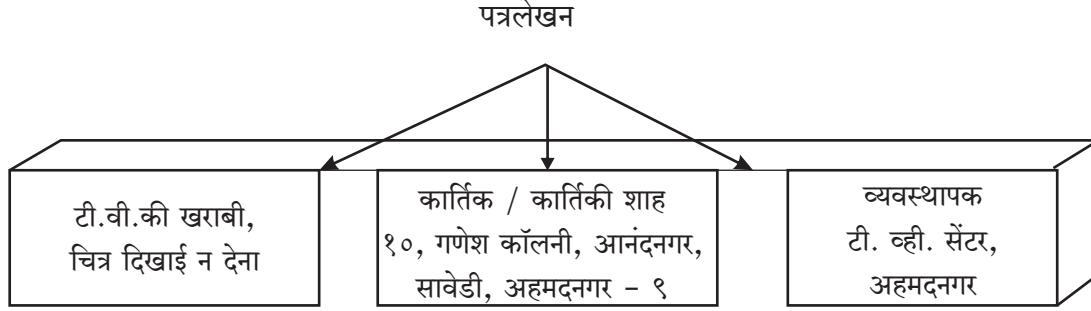 पत्रलेखन
टी.वी.की खराबी,
चित्र दिखाई न देना
कार्तिक / कार्तिकी शाह
१०, गणेश कॉलनी, आनंदनगर,
सावेडी, अहमदनगर - ९
व्यवस्थापक
टी. व्ही. सेंटर,
अहमदनगर